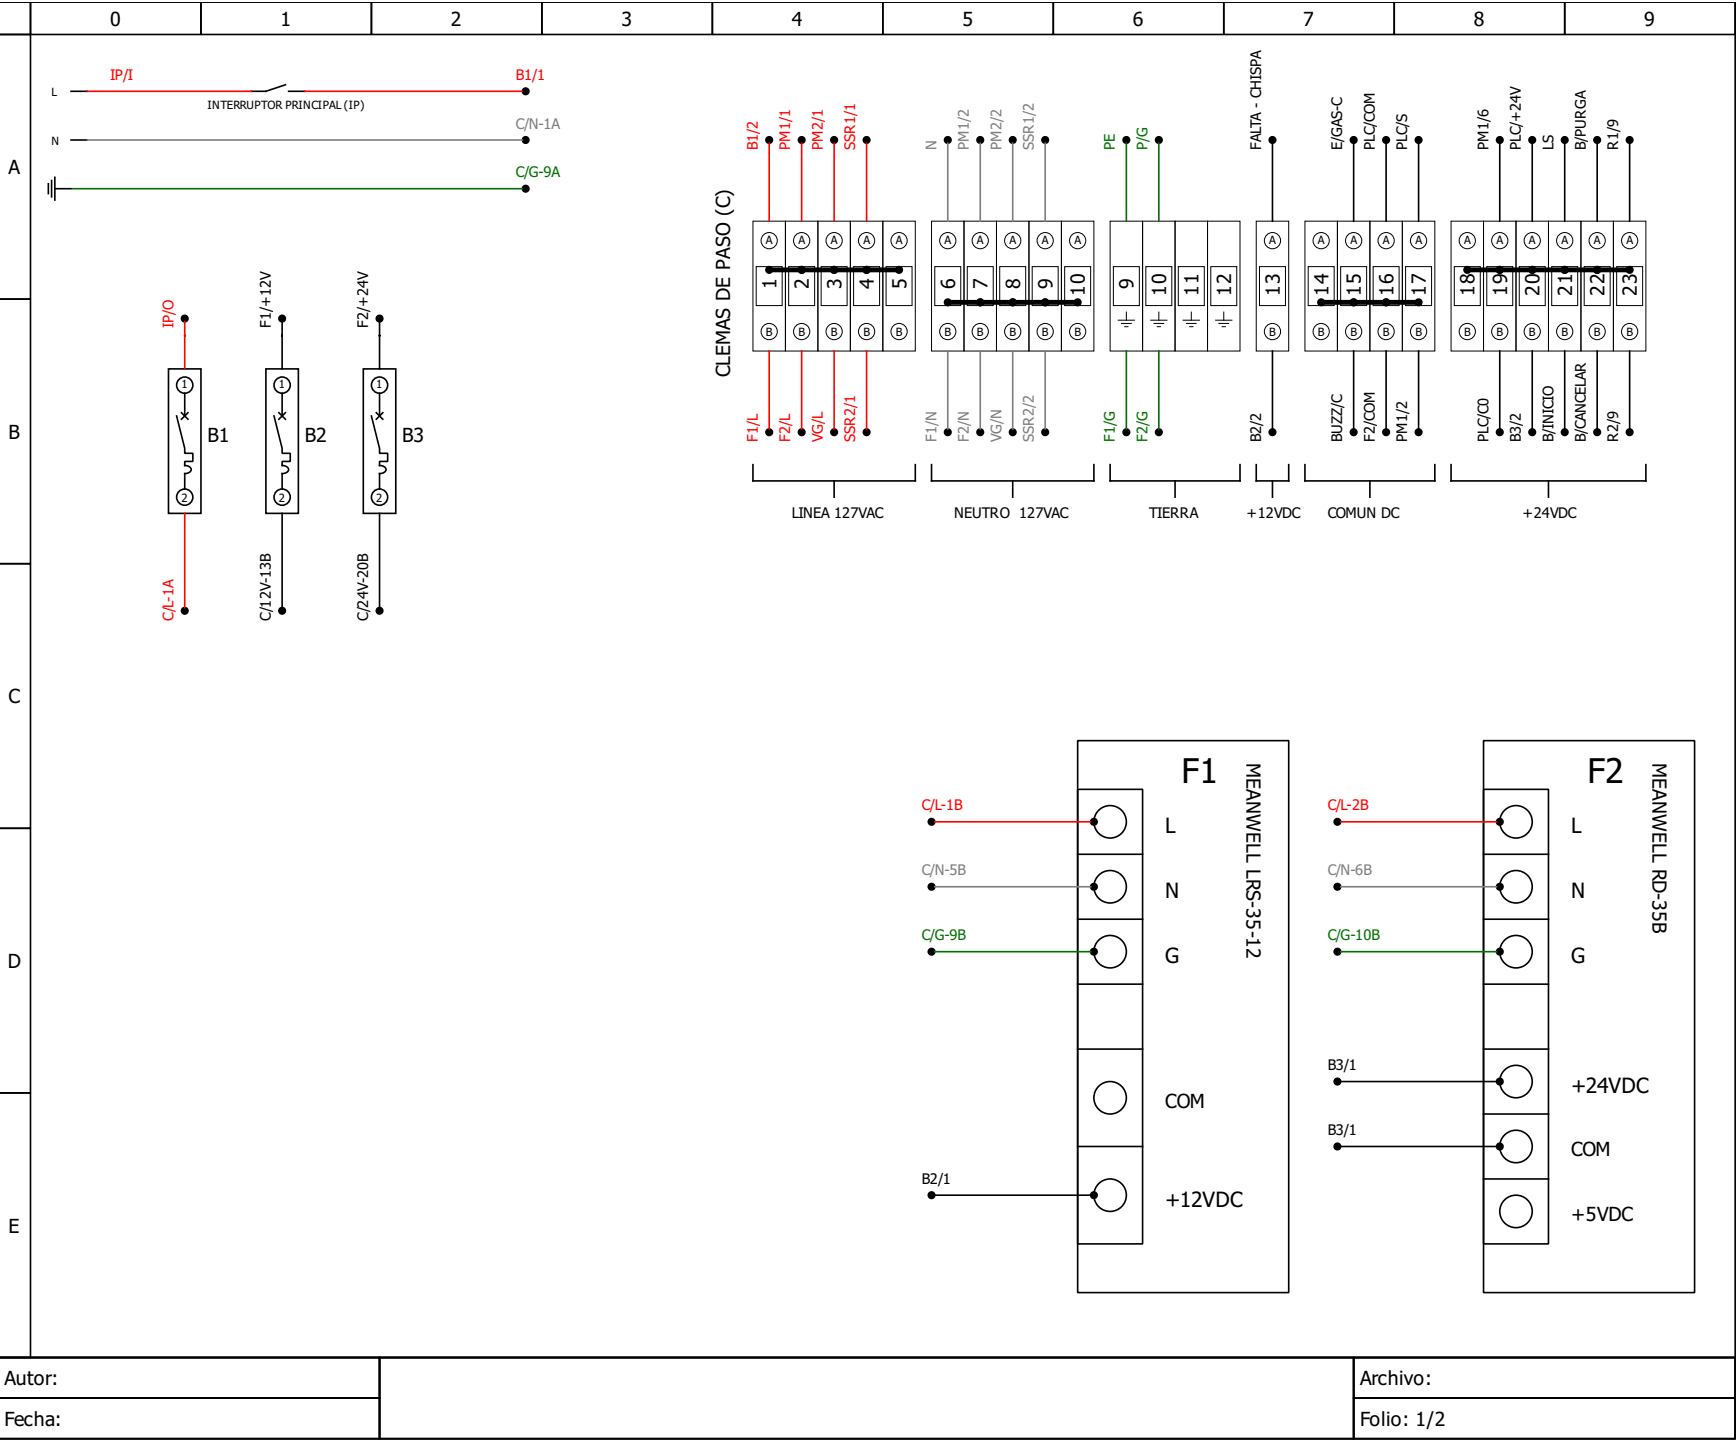 0 1 2 3 4 5 6 7 8 9
A
B
C
D
E
L
IP/I
B1/1
INTERRUPTOR PRINCIPAL (IP)
N
C/N-1A
C/G-9A
IP/O
F1/+12V
F2/+24V
1
1
1
B1
B2
B3
2
2
2
C/L-1A
C/12V-13B
C/24V-20B
CLEMAS DE PASO (C)
B1/2
PM1/1
PM2/1
SSR1/1
N
PM1/2
PM2/2
SSR1/2
PE
P/G
FALTA - CHISPA
E/GAS-C
PLC/COM
PLC/S
PM1/6
PLC/+24V
LS
B/PURGA
R1/9
A A A A A A A A A A A A A A A A A A A A A
1 2 3 4 5 6 7 8 9 10 9 10 11 12 13 14 15 16 17 18 19 20 21 22 23
B B B B B B B B B B B B B B B B B B B B B
F1/L
F2/L
VG/L
SSR2/1
F1/N
F2/N
VG/N
SSR2/2
F1/G
F2/G
B2/2
BUZZ/C
F2/COM
PM1/2
PLC/C0
B3/2
B/INICIO
B/CANCELAR
R2/9
LINEA 127VAC
NEUTRO 127VAC
TIERRA
+12VDC
COMUN DC
+24VDC
F1
MEANWELL LRS-35-12
C/L-1B
L
C/N-5B
N
C/G-9B
G
COM
B2/1
+12VDC
F2
MEANWELL RD-35B
C/L-2B
L
C/N-6B
N
C/G-10B
G
B3/1
+24VDC
B3/1
COM
+5VDC
Autor:
Fecha:
Archivo:
Folio: 1/2